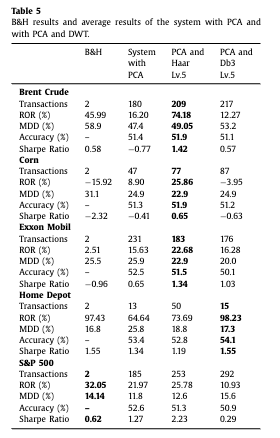 Table 5
B&H results and average results of the system with PCA and
with PCA and DWT.
B&H System PCA and PCA and
with Haar Db3
PCA Lv.5 Lv.5
Brent Crude
Transactions 2 180 209 217
ROR (%) 45.99 16.20 74.18 12.27
MDD (%) 58.9 47.4 49.05 53.2
Accuracy (%) – 51.4 51.9 51.1
Sharpe Ratio 0.58 −0.77 1.42 0.57
Corn
Transactions 2 47 77 87
ROR (%) −15.92 8.90 25.86 −3.95
MDD (%) 31.1 24.9 22.9 24.9
Accuracy (%) – 51.3 51.9 51.2
Sharpe Ratio −2.32 −0.41 0.65 −0.63
Exxon Mobil
Transactions 2 231 183 176
ROR (%) 2.51 15.63 22.68 16.28
MDD (%) 25.5 25.9 22.9 20.0
Accuracy (%) – 52.5 51.5 50.1
Sharpe Ratio −0.96 0.65 1.34 1.03
Home Depot
Transactions 2 13 50 15
ROR (%) 97.43 64.64 73.69 98.23
MDD (%) 16.8 25.8 18.8 17.3
Accuracy (%) – 53.4 52.8 54.1
Sharpe Ratio 1.55 1.34 1.19 1.55
S&P 500
Transactions 2 185 253 292
ROR (%) 32.05 21.97 25.78 10.93
MDD (%) 14.14 11.8 12.6 15.6
Accuracy (%) – 52.6 51.3 50.9
Sharpe Ratio 0.62 1.27 2.23 0.29